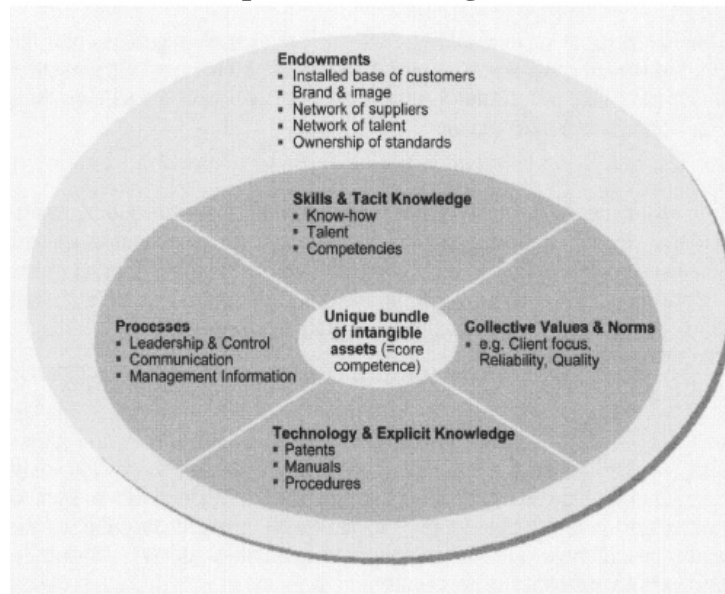 Endowments
▪ Installed base of customers
▪ Brand & image
▪ Network of suppliers
▪ Network of talent
▪ Ownership of standards
Skills & Tacit Knowledge
▪ Know-how
▪ Talent
▪ Competencies
Processes
▪ Leadership & Control
▪ Communication
▪ Management Information
Unique bundle
of intangible
assets (=core
competence)
Collective Values & Norms
▪ e.g. Client focus,
Reliability, Quality
Technology & Explicit Knowledge
▪ Patents
▪ Manuals
▪ Procedures